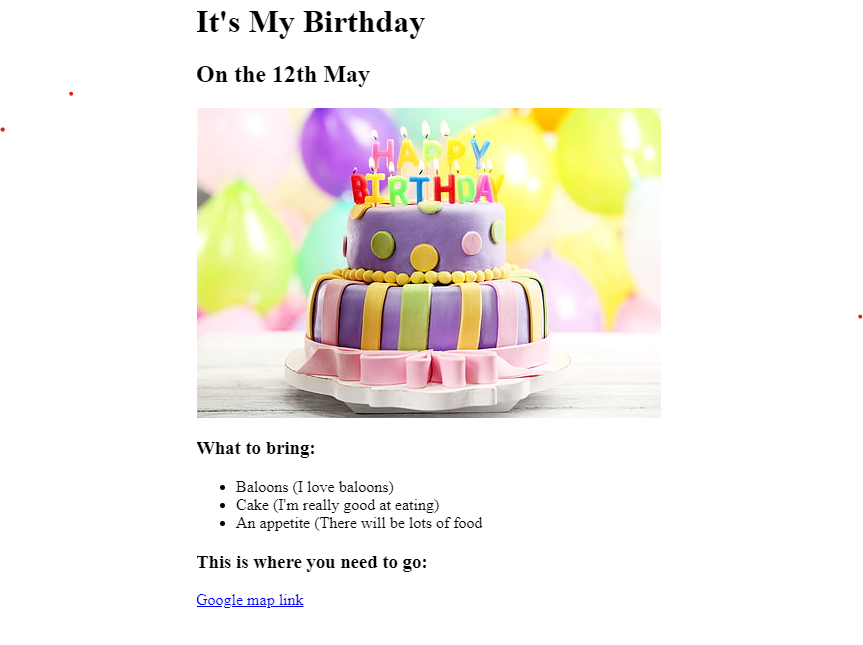 It's My Birthday
On the 12th May
HAPPY
BIRTHDAY
What to bring:
Baloons (I love baloons)
Cake (I'm really good at eating)
An appetite (There will be lots of food
This is where you need to go:
Google map link